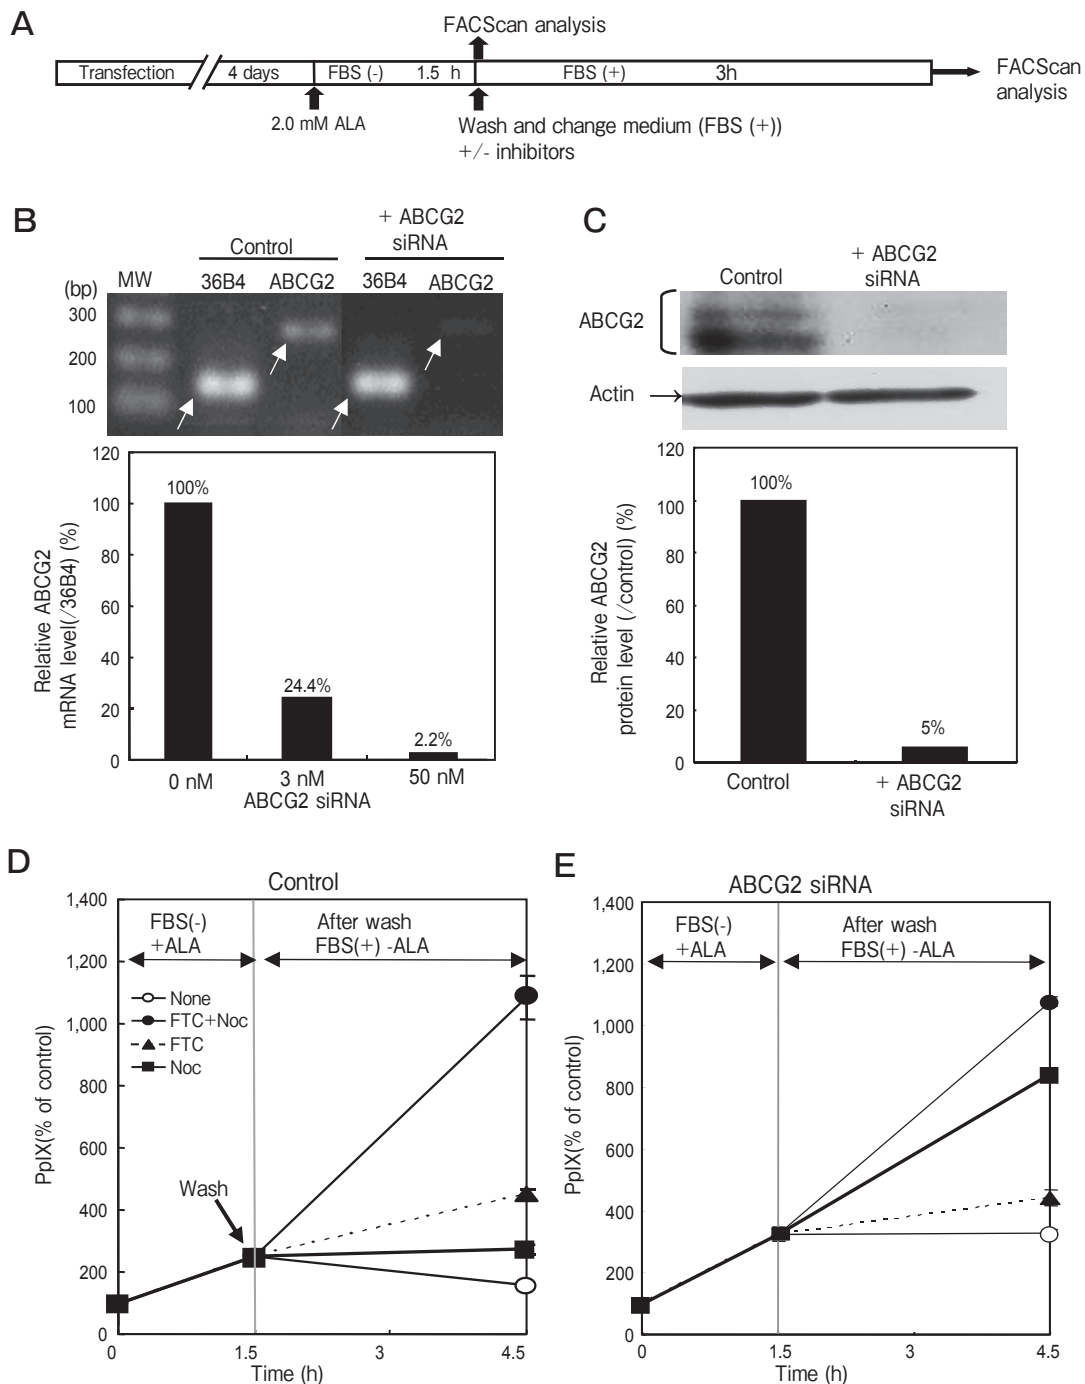 A
FACScan analysis
Transfection 4 days FBS (-) 1.5 h FBS (+) 3h
FACScan
analysis
2.0 mM ALA
Wash and change medium (FBS (+))
+/- inhibitors
B
Control
+ ABCG2
siRNA
MW 36B4 ABCG2 36B4 ABCG2
(bp)
300
200
100
120
100
80
60
40
20
0
Relative ABCG2
mRNA level(/36B4) (%)
100%
24.4%
2.2%
0 nM 3 nM 50 nM
ABCG2 siRNA
C
Control
+ ABCG2
siRNA
ABCG2
Actin
120
100
80
60
40
20
0
Relative ABCG2
protein level (/control) (%)
100%
5%
Control
+ ABCG2
siRNA
D
Control
1,400
1,200
1,000
800
600
400
200
0
PpIX(% of control)
FBS(-)
+ALA
After wash
FBS(+) -ALA
None
FTC+Noc
FTC
Noc
Wash
0 1.5 3 4.5
Time (h)
E
ABCG2 siRNA
1,400
1,200
1,000
800
600
400
200
0
PpIX(% of control)
FBS(-)
+ALA
After wash
FBS(+) -ALA
0 1.5 3 4.5
Time (h)